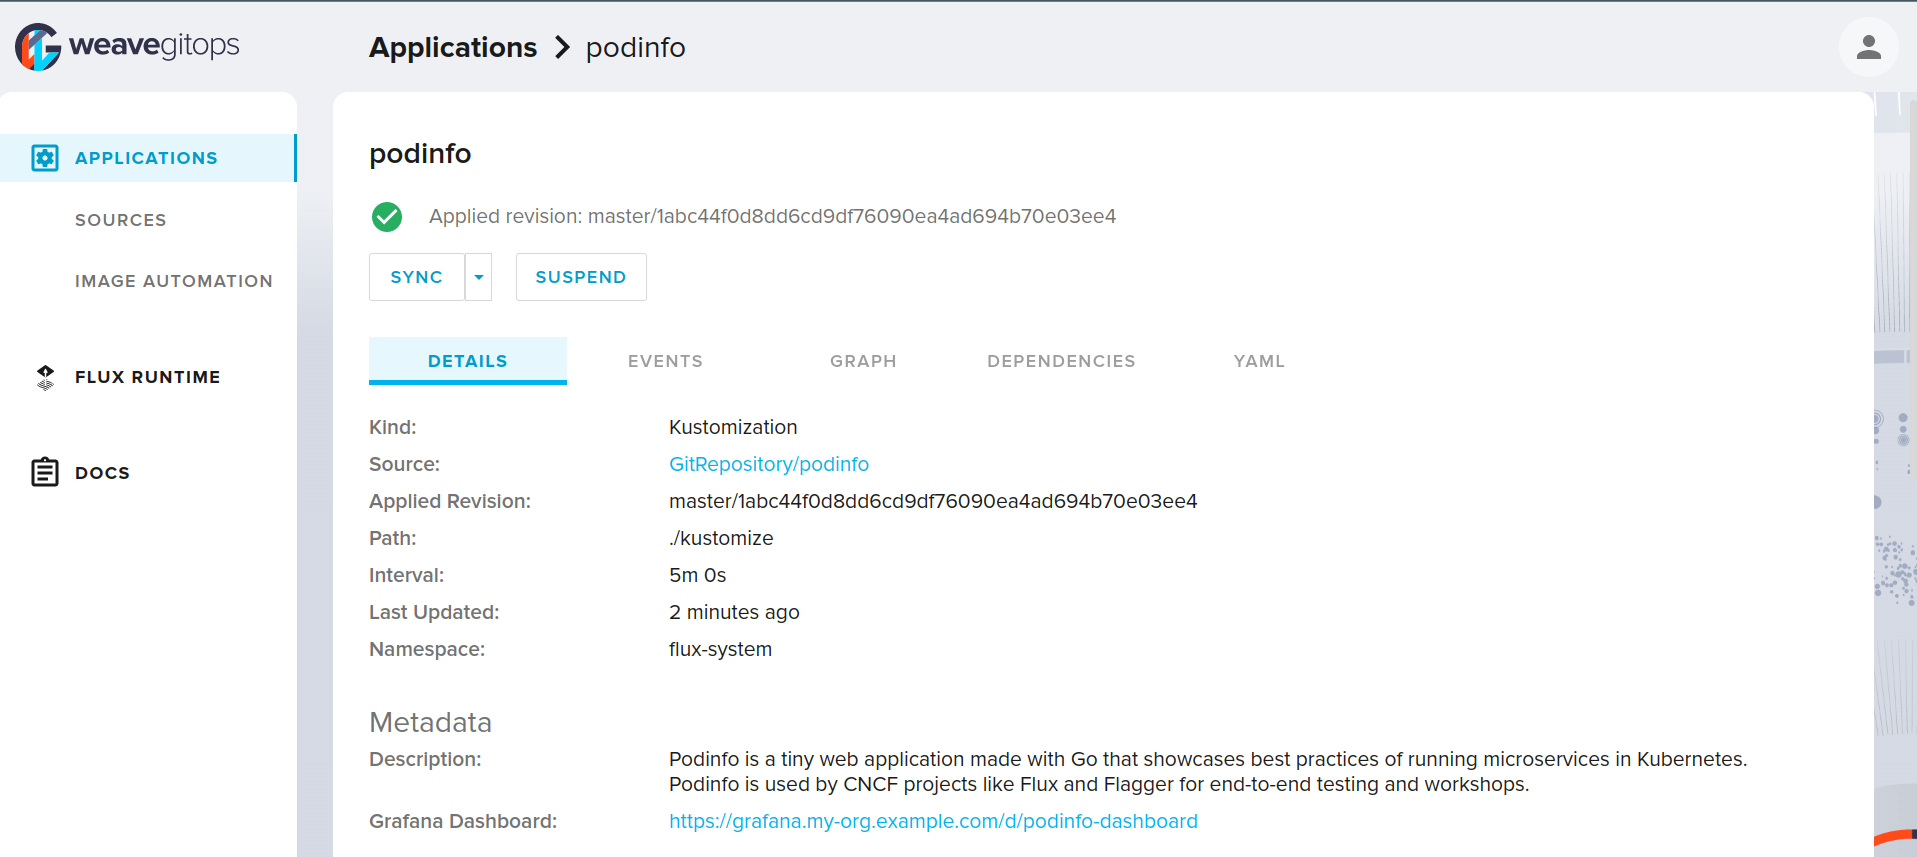 weavegitops
Applications > podinfo
APPLICATIONS
SOURCES
IMAGE AUTOMATION
FLUX RUNTIME
DOCS
podinfo
Applied revision: master/1abc44f0d8dd6cd9df76090ea4ad694b70e03ee4
SYNC SUSPEND
DETAILS EVENTS GRAPH DEPENDENCIES YAML
Kind: Kustomization
Source: GitRepository/podinfo
Applied Revision: master/1abc44f0d8dd6cd9df76090ea4ad694b70e03ee4
Path: ./kustomize
Interval: 5m 0s
Last Updated: 2 minutes ago
Namespace: flux-system
Metadata
Description: Podinfo is a tiny web application made with Go that showcases best practices of running microservices in Kubernetes.
Podinfo is used by CNCF projects like Flux and Flagger for end-to-end testing and workshops.
Grafana Dashboard: https://grafana.my-org.example.com/d/podinfo-dashboard